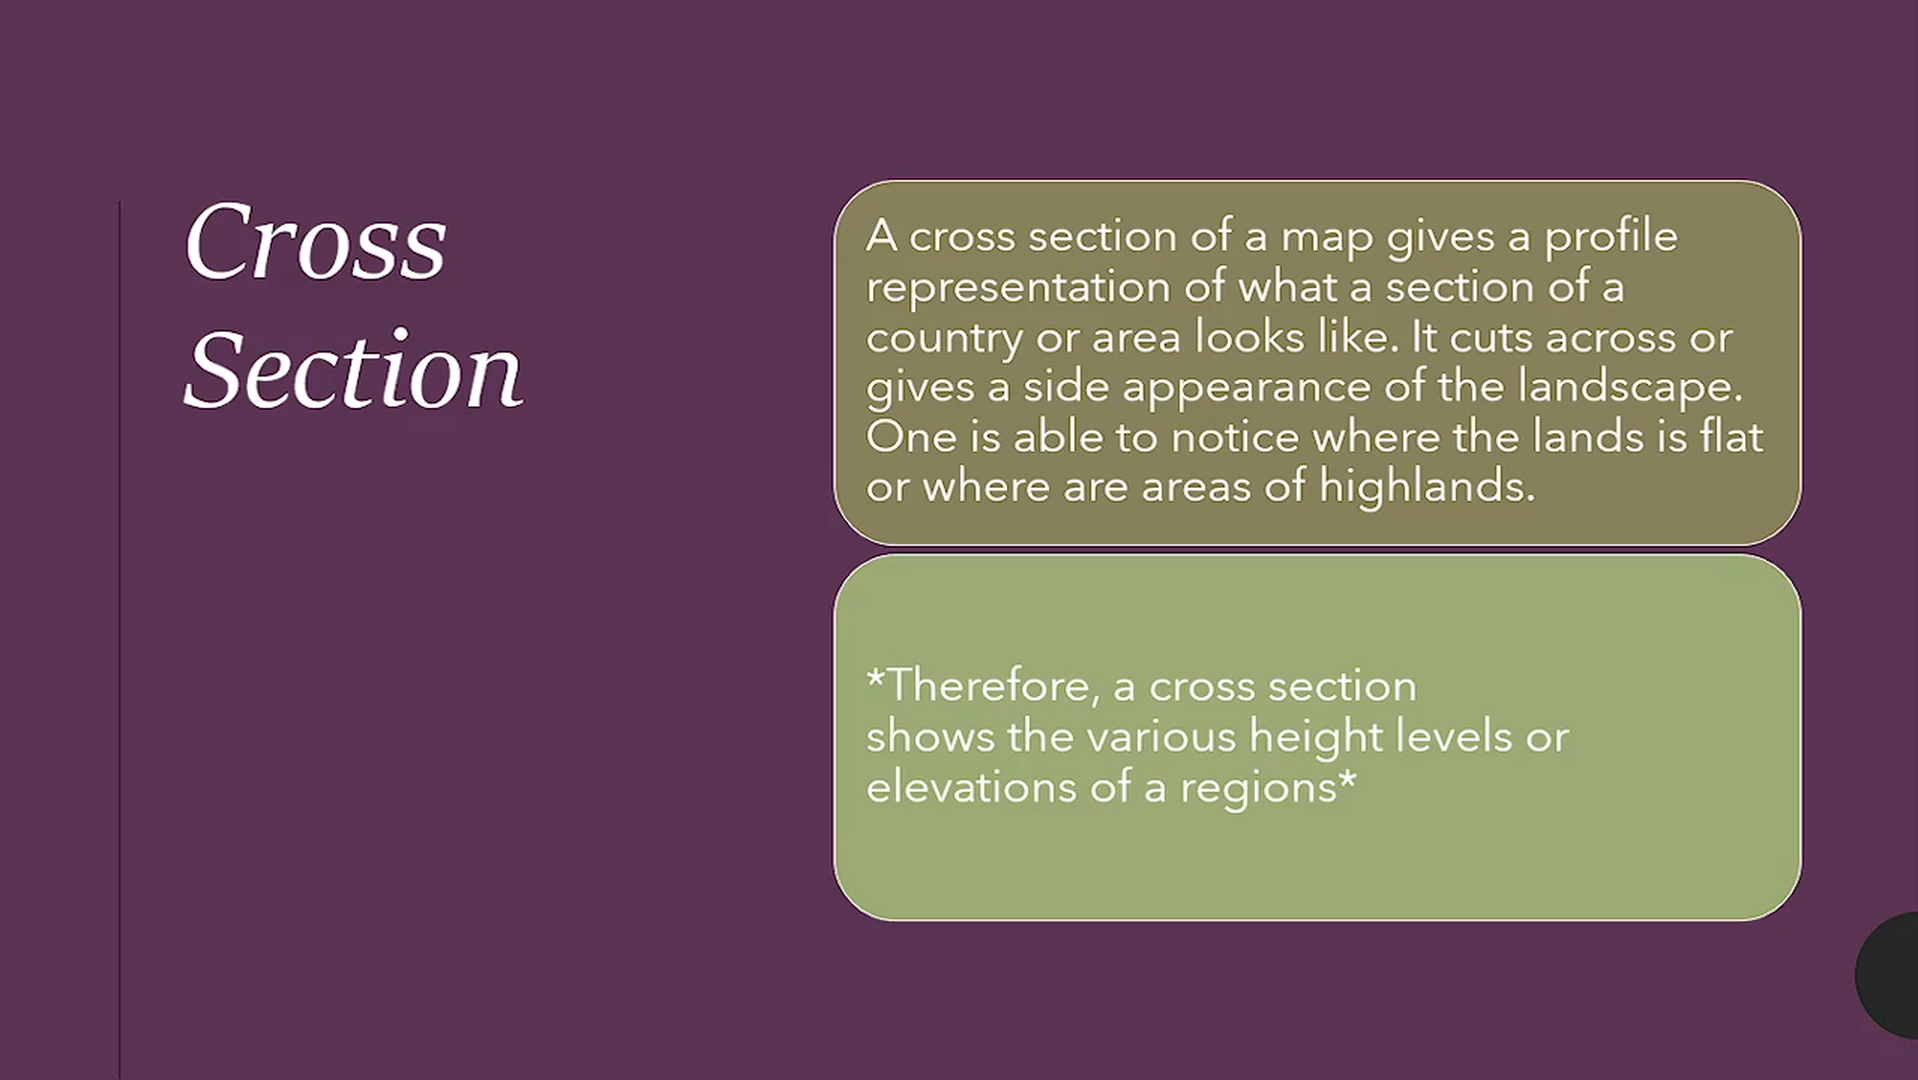 Cross
Section
A cross section of a map gives a profile
representation of what a section of a
country or area looks like. It cuts across or
gives a side appearance of the landscape.
One is able to notice where the lands is flat
or where are areas of highlands.
*Therefore, a cross section
shows the various height levels or
elevations of a regions*